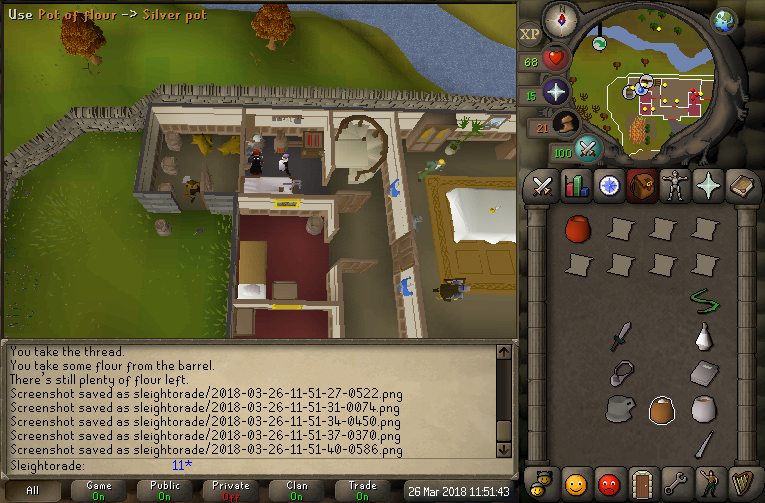 Use Pot of flour -> Silver pot
N
XP
68
15
21
100
You take the thread.
You take some flour from the barrel.
There's still plenty of flour left.
Screenshot saved as sleightorade/2018-03-26-11-51-27-0522.png
Screenshot saved as sleightorade/2018-03-26-11-51-31-0074.png
Screenshot saved as sleightorade/2018-03-26-11-51-34-0450.png
Screenshot saved as sleightorade/2018-03-26-11-51-37-0370.png
Screenshot saved as sleightorade/2018-03-26-11-51-40-0586.png
Sleightorade: 11*
All
Game
On
Public
On
Private
Off
Clan
On
Trade
On
26 Mar 2018 11:51:43